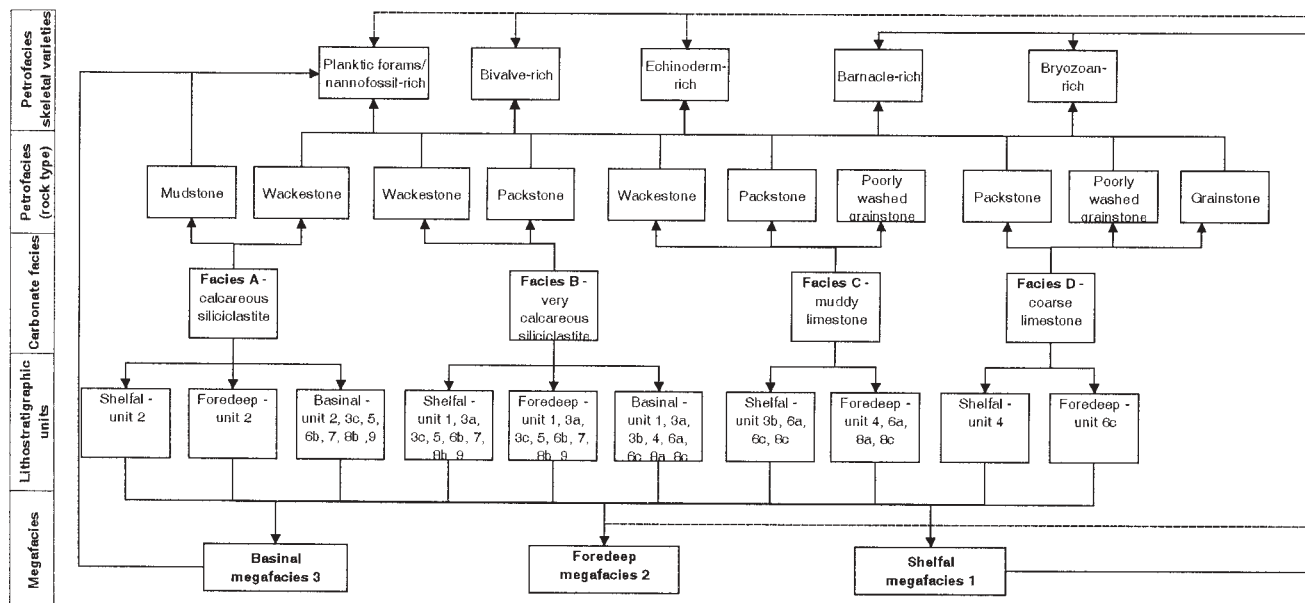 Petrofacies
skeletal varieties
Planktic forams/
nannofossil-rich
Bivalve-rich
Echinoderm-
rich
Barnacle-rich
Bryozoan-
rich
Petrofacies
(rock type)
Mudstone
Wackestone
Wackestone
Packstone
Wackestone
Packstone
Poorly
washed
grainstone
Packstone
Poorly
washed
grainstone
Grainstone
Carbonate facies
Facies A -
calcareous
siliciclastite
Facies B -
very
calcareous
siliciclastite
Facies C -
muddy
limestone
Facies D -
coarse
limestone
Lithostratigraphic
units
Shelfal -
unit 2
Foredeep -
unit 2
Basinal -
unit 2, 3c, 5,
6b, 7, 8b ,9
Shelfal -
unit 1, 3a,
3c, 5, 6b, 7,
8b, 9
Foredeep -
unit 1, 3a,
3c, 5, 6b, 7,
8b, 9
Basinal -
unit 1, 3a,
3b, 4, 6a,
6c, 8a, 8c
Shelfal -
unit 3b, 6a,
6c, 8c
Foredeep -
unit 4, 6a,
8a, 8c
Shelfal -
unit 4
Foredeep -
unit 6c
Megafacies
Basinal
megafacies 3
Foredeep
megafacies 2
Shelfal
megafacies 1